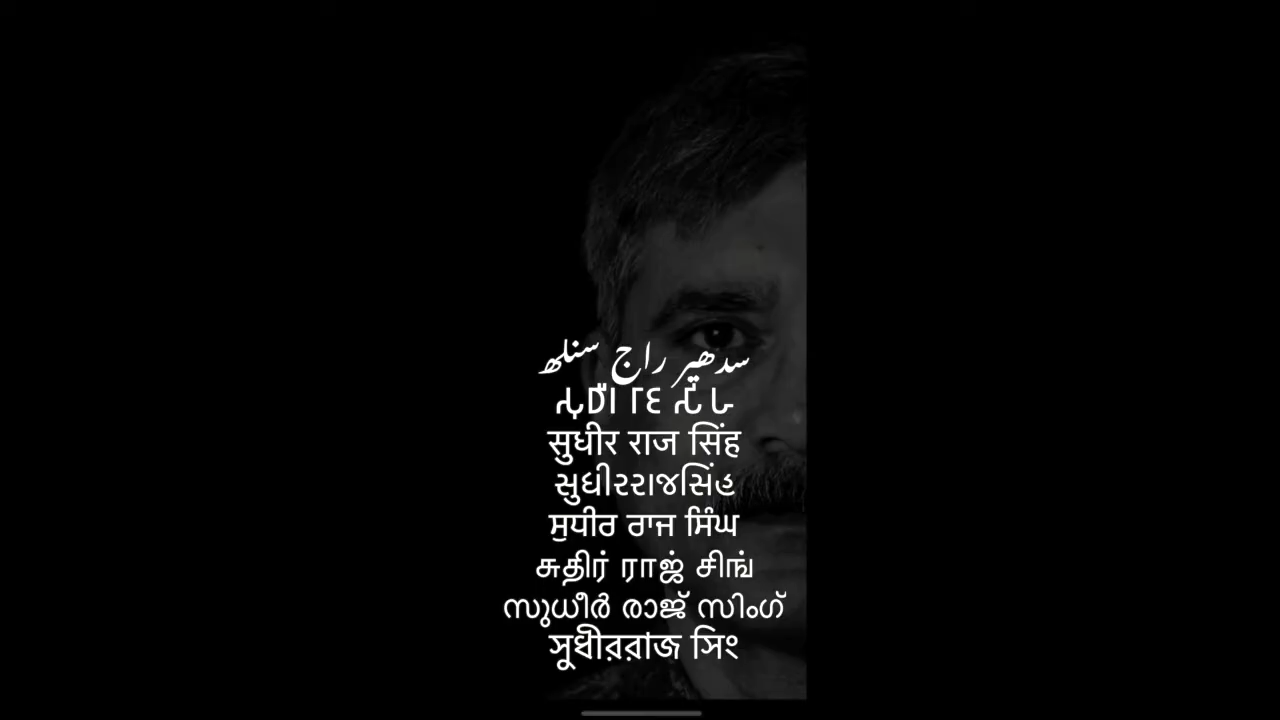 سدھیر راج سنلھ
सुधीर राज सिंह
સુધીરરાજસિંહ
ਸੁਧੀਰ ਰਾਜ ਸਿੰਘ
சுதிர் ராஜ் சிங்
സുധീർ രാജ് സിംഗ്
সুধীররাজ সিং